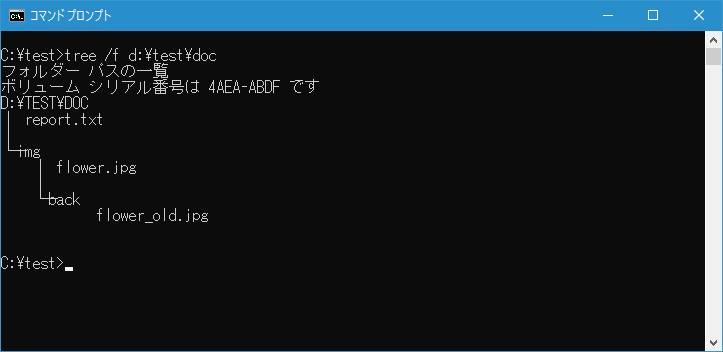 コマンドプロンプト
C:¥test>tree /f d:¥test¥doc
フォルダー パスの一覧
ボリューム シリアル番号は 4AEA-ABDF です
D:¥TEST¥DOC
report.txt
img
flower.jpg
back
flower_old.jpg
C:¥test>